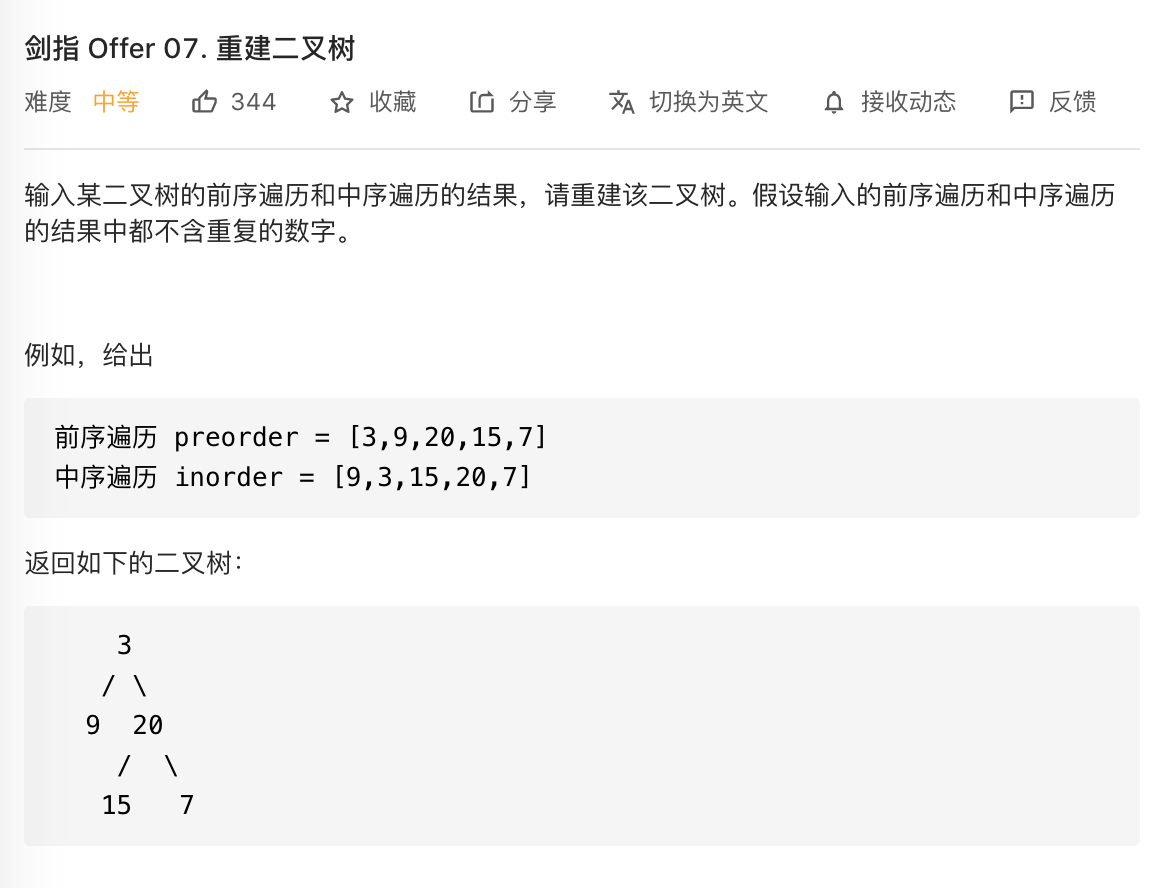 剑指 Offer 07. 重建二叉树
难度 中等 344 收藏 分享 切换为英文 接收动态 反馈
输入某二叉树的前序遍历和中序遍历的结果，请重建该二叉树。假设输入的前序遍历和中序遍历
的结果中都不含重复的数字。
例如，给出
前序遍历 preorder = [3,9,20,15,7]
中序遍历 inorder = [9,3,15,20,7]
返回如下的二叉树：
3
/ \
9 20
/ \
15 7